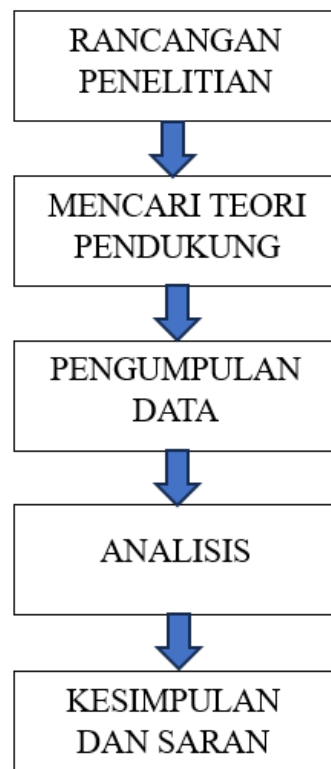 RANCANGAN
PENELITIAN
MENCARI TEORI
PENDUKUNG
PENGUMPULAN
DATA
ANALISIS
KESIMPULAN
DAN SARAN